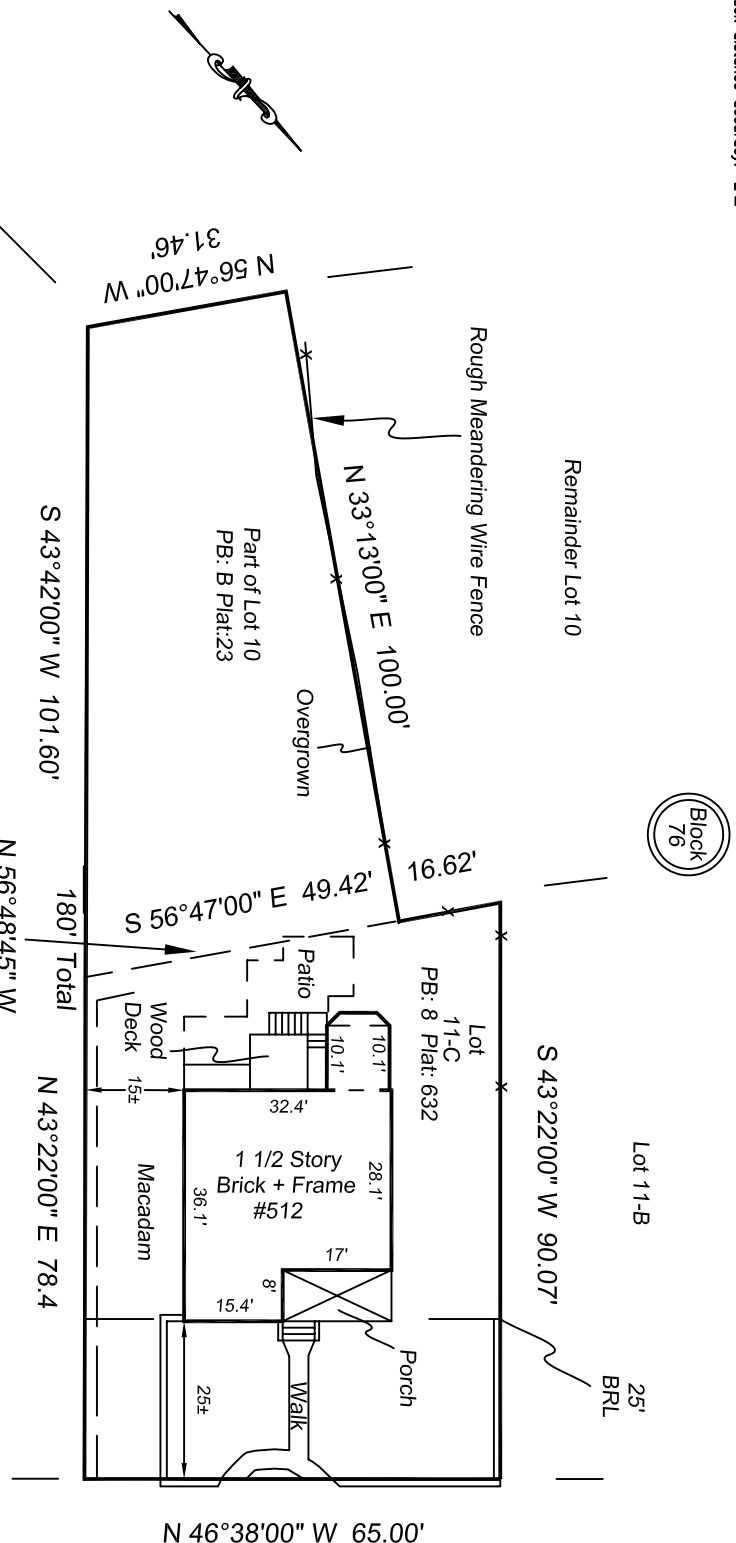 N 56°47'00" W
31.46'
Rough Meandering Wire Fence
Remainder Lot 10
N 33°13'00" E 100.00'
Part of Lot 10
PB: B Plat:23
S 43°42'00" W 101.60'
Overgrown
Block
76
16.62'
S 56°47'00" E 49.42'
180' Total
N 56°48'45" W
Patio
Lot
11-C
PB: 8 Plat: 632
Wood
Deck
10.1'
10.1'
15±
32.4'
S 43°22'00" W 90.07'
Lot 11-B
N 43°22'00" E 78.4
Macadam
1 1/2 Story
Brick + Frame
#512
28.1'
36.1'
17'
8'
15.4'
Porch
25'
BRL
25±
Walk
N 46°38'00" W 65.00'